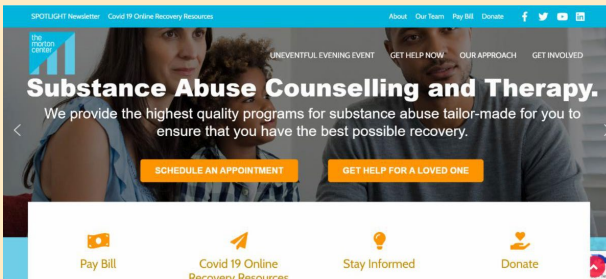 SPOTLIGHT Newsletter Covid 19 Online Recovery Resources About Our Team Pay Bill Donate
the
morton
center
UNEVENTFUL EVENING EVENT GET HELP NOW OUR APPROACH GET INVOLVED
Substance Abuse Counselling and Therapy.
We provide the highest quality programs for substance abuse tailor-made for you to
ensure that you have the best possible recovery.
SCHEDULE AN APPOINTMENT GET HELP FOR A LOVED ONE
Pay Bill Covid 19 Online Stay Informed Donate
Recovery Resources